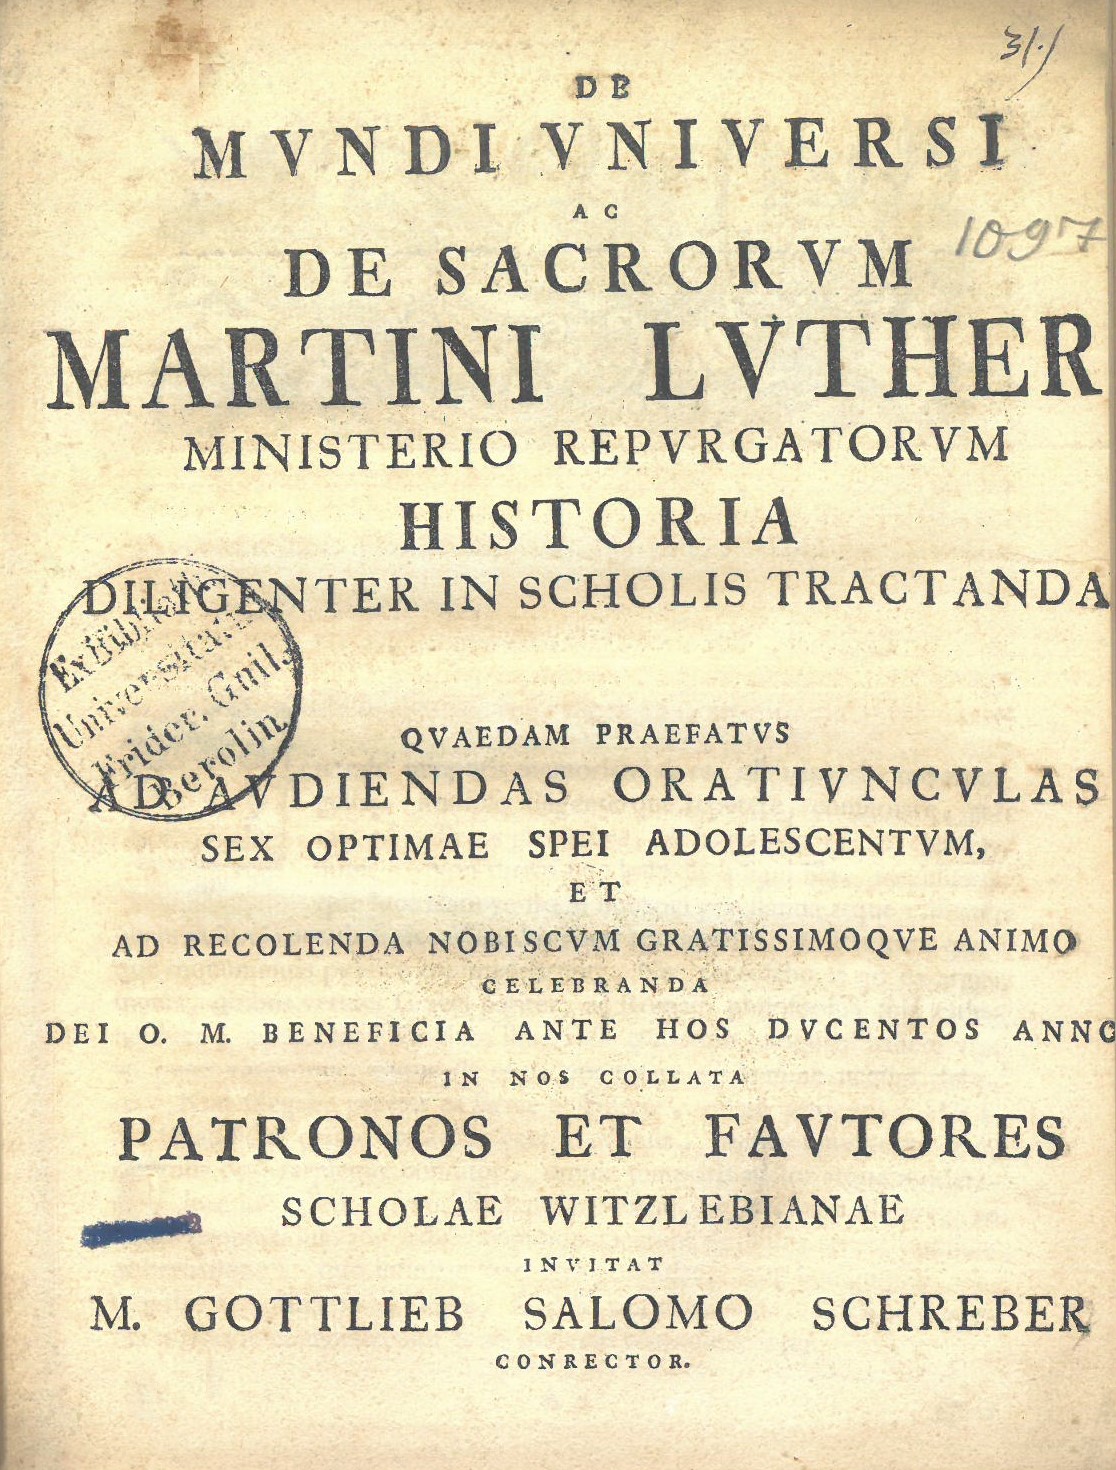 31.
DE
MVNDI VNIVERSI
AC
DE SACRORVM
1097
MARTINI LVTHER
MINISTERIO REPVRGATORVM
HISTORIA
DILIGENTER IN SCHOLIS TRACTANDA
Ex Biblioth.
Universitatis
Frider. Guil.
Berolin.
QVAEDAM PRAEFATVS
AD AVDIENDAS ORATIVNCVLAS
SEX OPTIMAE SPEI ADOLESCENTVM,
ET
AD RECOLENDA NOBISCVM GRATISSIMOQVE ANIMO
CELEBRANDA
DEI O. M. BENEFICIA ANTE HOS DVCENTOS ANNO
IN NOS COLLATA
PATRONOS ET FAVTORES
SCHOLAE WITZLEBIANAE
INVITAT
M. GOTTLIEB SALOMO SCHREBER
CONRECTOR.